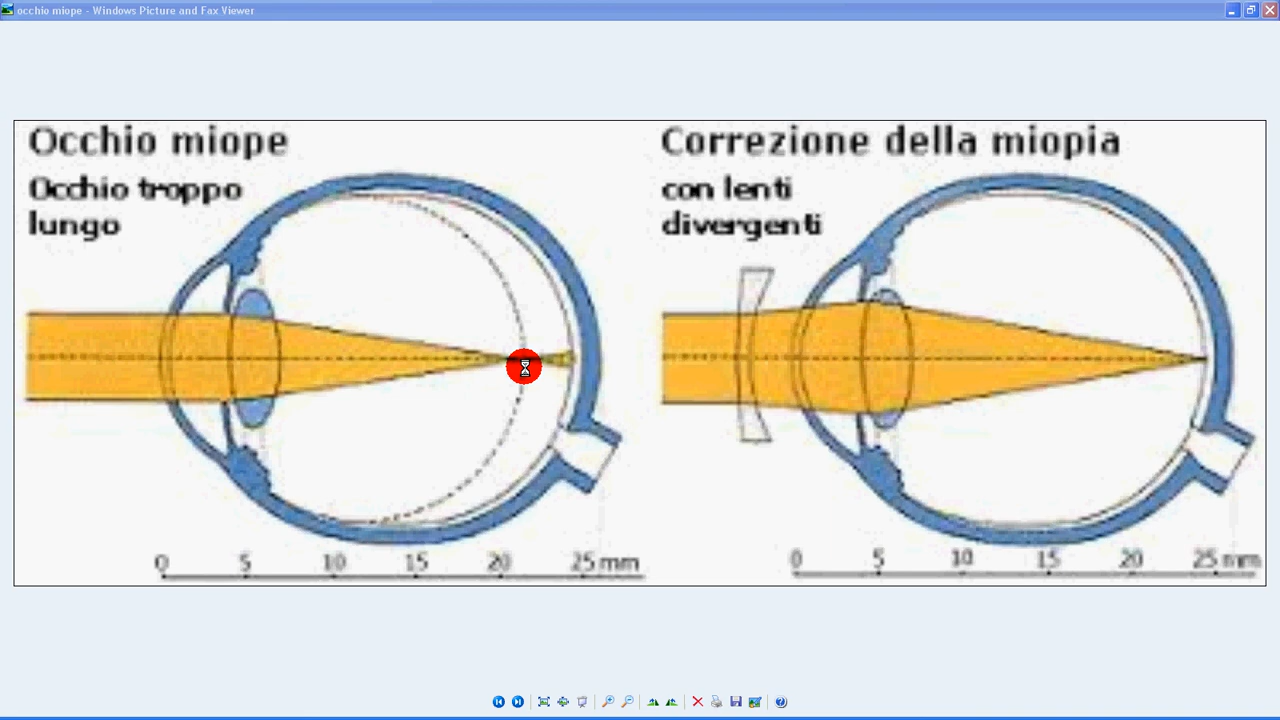 occhio miope - Windows Picture and Fax Viewer
Occhio miope
Occhio troppo
lungo
0 5 10 15 20 25 mm
Correzione della miopia
con lenti
divergenti
0 5 10 15 20 25 mm